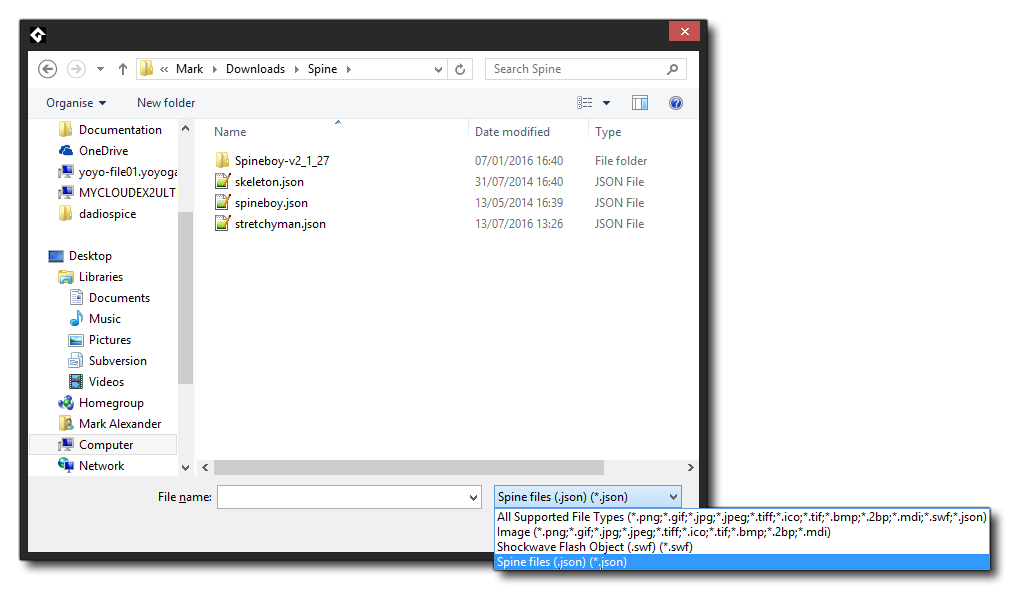 « Mark Downloads Spine Search Spine
Organise New folder
Documentation
OneDrive
yoyo-file01.yoyoga
MYCLOUDEX2ULT
dadiospice
Desktop
Libraries
Documents
Music
Pictures
Subversion
Videos
Homegroup
Mark Alexander
Computer
Network
Name Date modified Type
Spineboy-v2_1_27 07/01/2016 16:40 File folder
skeleton.json 31/07/2014 16:40 JSON File
spineboy.json 13/05/2014 16:39 JSON File
stretchyman.json 13/07/2016 13:26 JSON File
File name: Spine files (.json) (*.json)
All Supported File Types (*.png;*.gif;*.jpg;*.jpeg;*.tiff;*.ico;*.tif;*.bmp;*.2bp;*.mdi;*.swf;*.json)
Image (*.png;*.gif;*.jpg;*.jpeg;*.tiff;*.ico;*.tif;*.bmp;*.2bp;*.mdi)
Shockwave Flash Object (.swf) (*.swf)
Spine files (.json) (*.json)